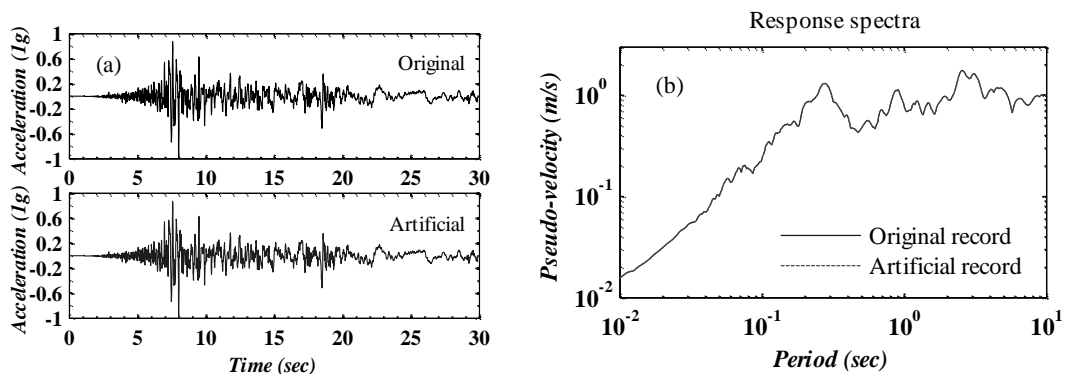 Response spectra
Acceleration (1g)
1
0.6
0.2
-0.2
-0.6
-1
(a)
Original
0 5 10 15 20 25 30
Acceleration (1g)
1
0.6
0.2
-0.2
-0.6
-1
Artificial
0 5 10 15 20 25 30
Time (sec)
Pseudo-velocity (m/s)
10^0
10^-1
10^-2
(b)
Original record
Artificial record
10^-2 10^-1 10^0 10^1
Period (sec)